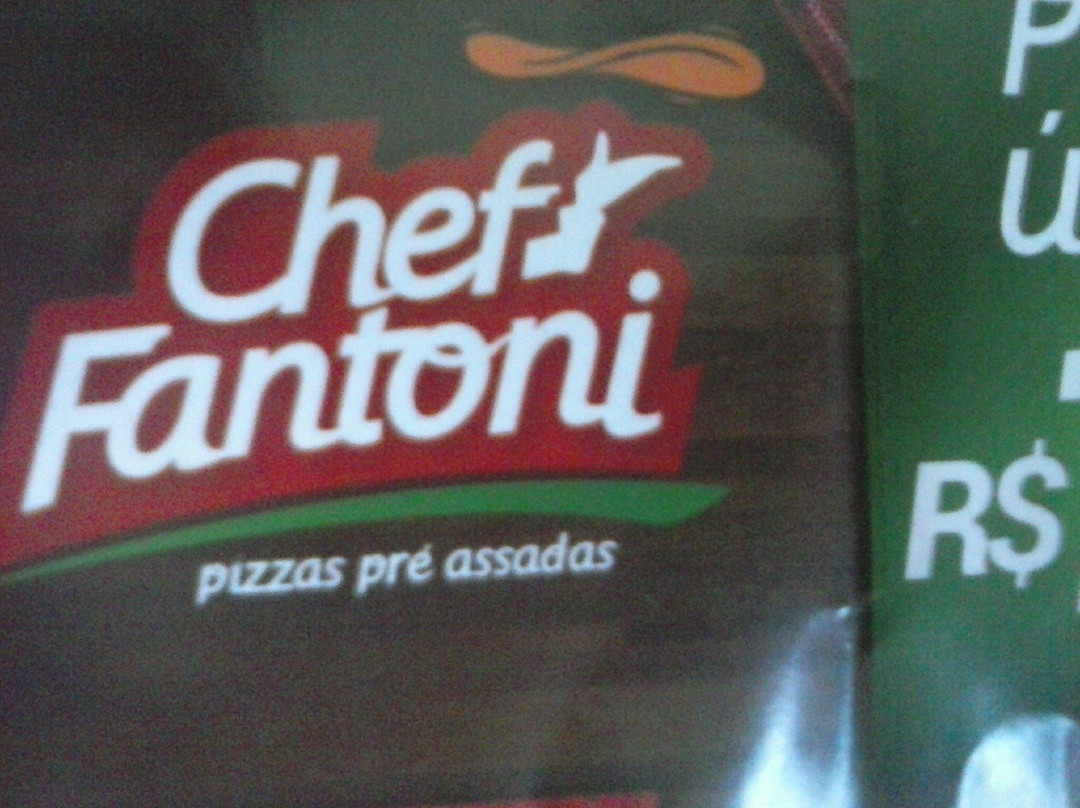 Chef
Fantoni
pizzas pré assadas
R$